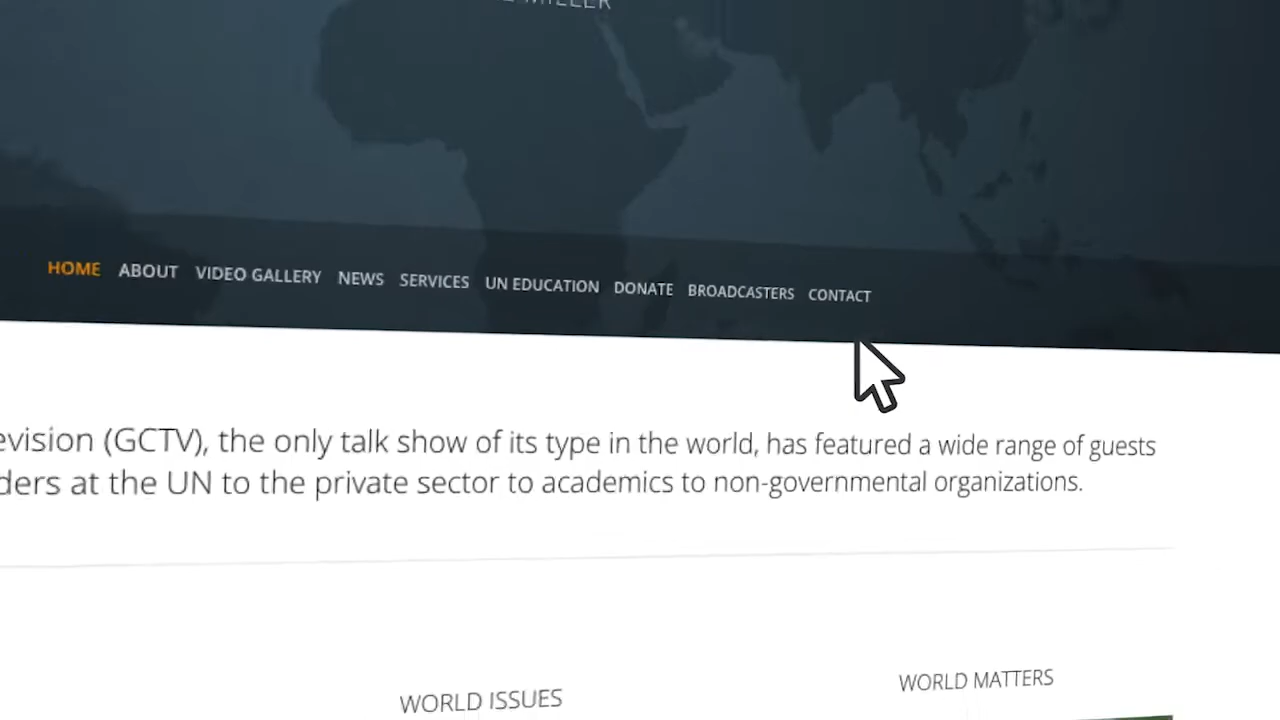 MILLER
HOME ABOUT VIDEO GALLERY NEWS SERVICES UN EDUCATION DONATE BROADCASTERS CONTACT
evision (GCTV), the only talk show of its type in the world, has featured a wide range of guests
ders at the UN to the private sector to academics to non-governmental organizations.
WORLD ISSUES
WORLD MATTERS